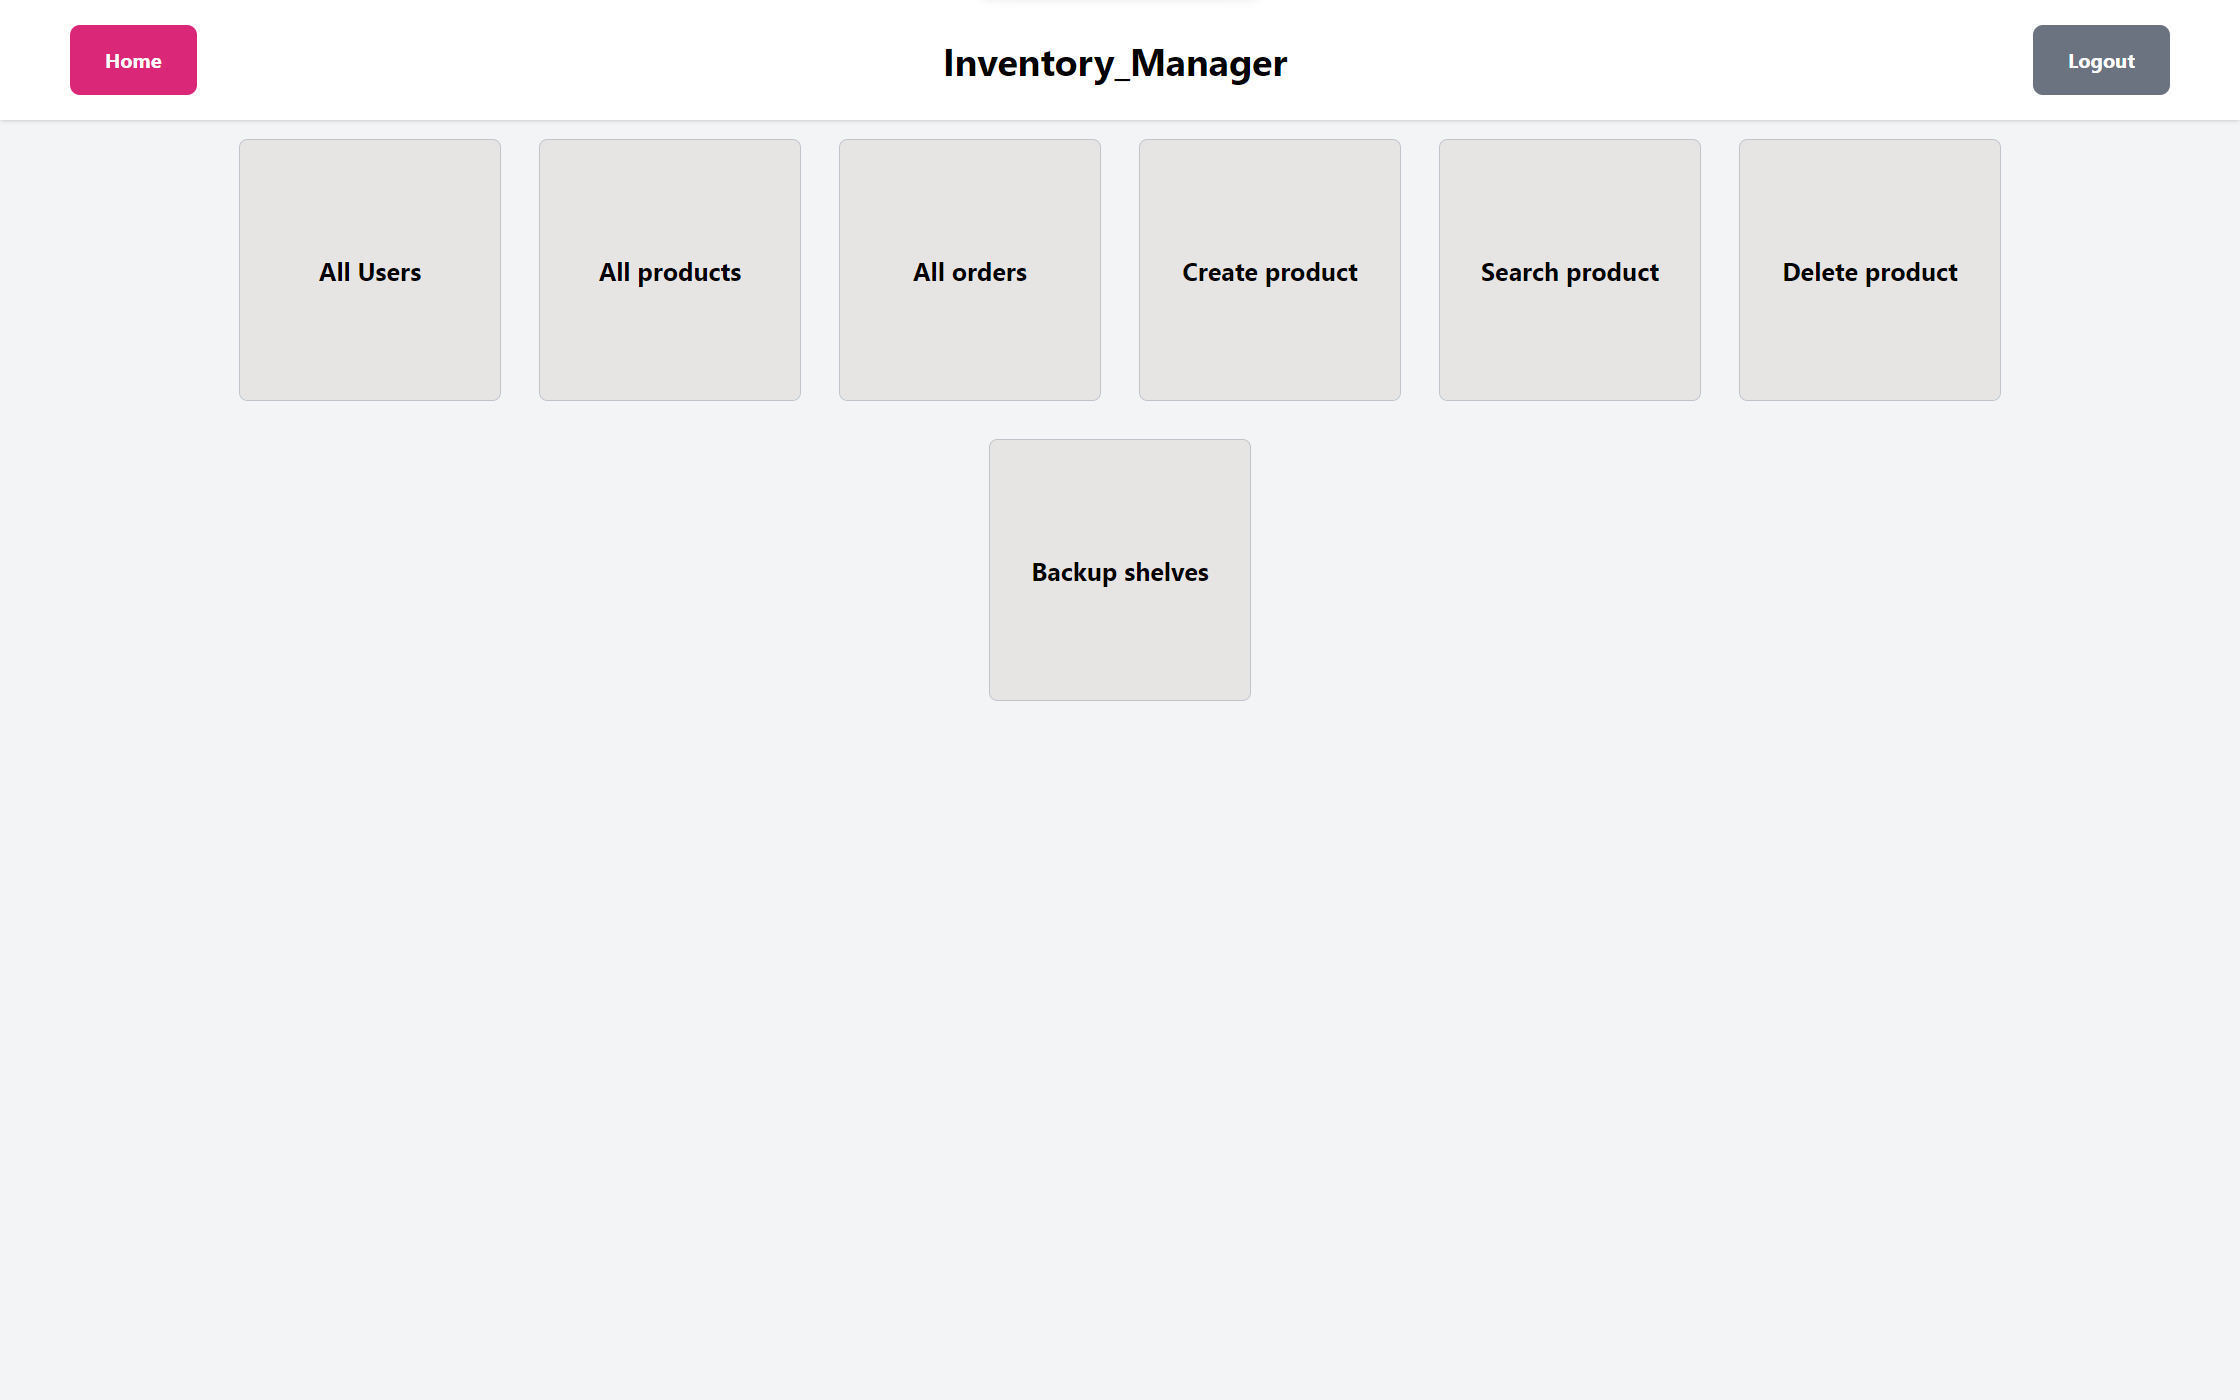 Home
Inventory_Manager
Logout
All Users
All products
All orders
Create product
Search product
Delete product
Backup shelves